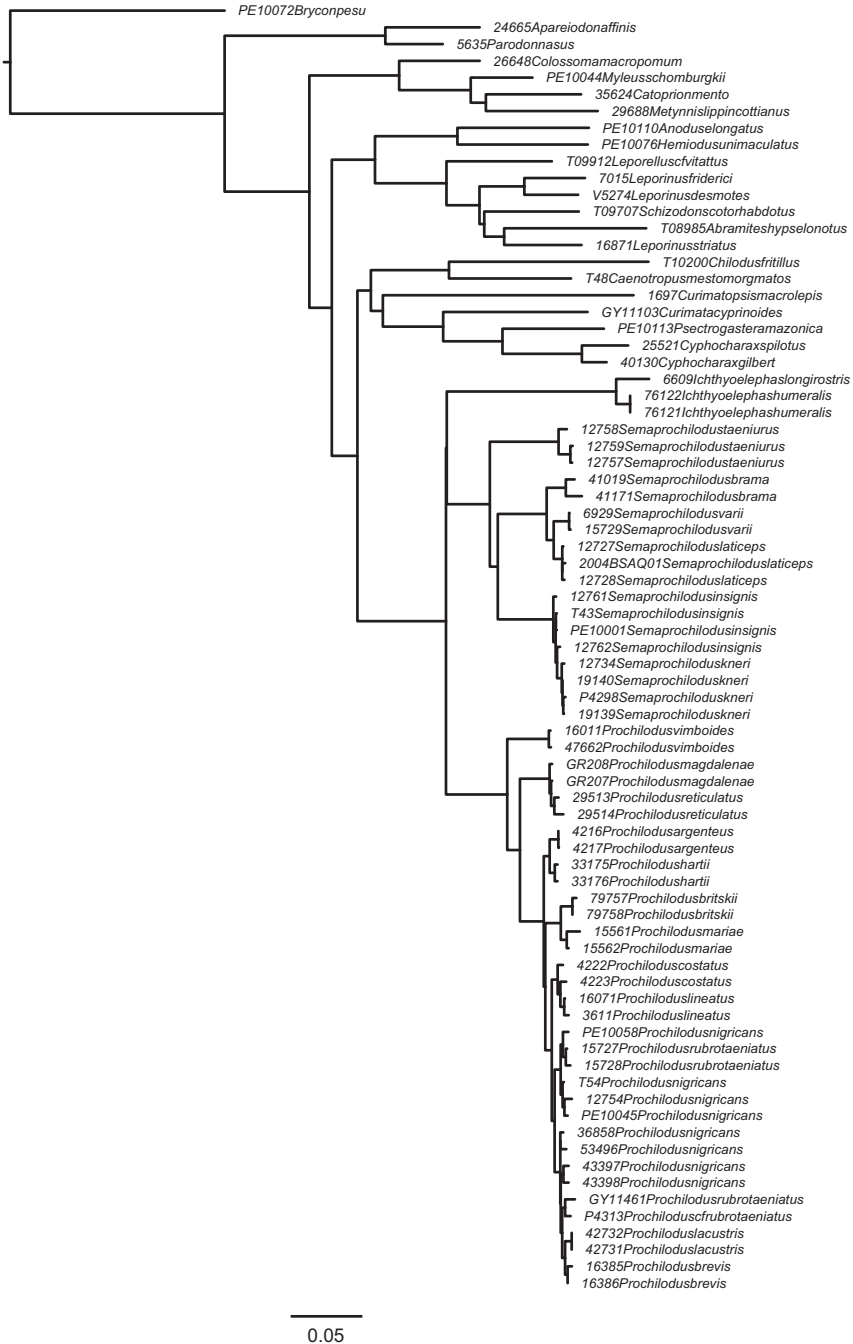 PE10072Bryconpesu
24665Apareiodonaffinis
5635Parodonnasus
26648Colossomamacropomum
PE10044Myleusschomburgkii
35624Catoprionmento
29688Metynnislippincottianus
PE10110Anoduselongatus
PE10076Hemiodusunimaculatus
T09912Leporelluscfvitattus
7015Leporinusfriderici
V5274Leporinusdesmotes
T09707Schizodonscotorhabdotus
T08985Abramiteshypselonotus
16871Leporinusstriatus
T10200Chilodusfritillus
T48Caenotropusmestomorgmatos
1697Curimatopsismacrolepis
GY11103Curimatacyprinoides
PE10113Psectrogasteramazonica
25521Cyphocharaxspilotus
40130Cyphocharaxgilbert
6609Ichthyoelephaslongirostris
76122Ichthyoelephashumeralis
76121Ichthyoelephashumeralis
12758Semaprochilodustaeniurus
12759Semaprochilodustaeniurus
12757Semaprochilodustaeniurus
41019Semaprochilodusbrama
41171Semaprochilodusbrama
6929Semaprochilodusvarii
15729Semaprochilodusvarii
12727Semaprochiloduslaticeps
2004BSAQ01Semaprochiloduslaticeps
12728Semaprochiloduslaticeps
12761Semaprochilodusinsignis
T43Semaprochilodusinsignis
PE10001Semaprochilodusinsignis
12762Semaprochilodusinsignis
12734Semaprochiloduskneri
19140Semaprochiloduskneri
P4298Semaprochiloduskneri
19139Semaprochiloduskneri
16011Prochilodusvimboides
47662Prochilodusvimboides
GR208Prochilodusmagdalenae
GR207Prochilodusmagdalenae
29513Prochilodusreticulatus
29514Prochilodusreticulatus
4216Prochilodusargenteus
4217Prochilodusargenteus
33175Prochilodushartii
33176Prochilodushartii
79757Prochilodusbritskii
79758Prochilodusbritskii
15561Prochilodusmariae
15562Prochilodusmariae
4222Prochiloduscostatus
4223Prochiloduscostatus
16071Prochiloduslineatus
3611Prochiloduslineatus
PE10058Prochilodusnigricans
15727Prochilodusrubrotaeniatus
15728Prochilodusrubrotaeniatus
T54Prochilodusnigricans
12754Prochilodusnigricans
PE10045Prochilodusnigricans
36858Prochilodusnigricans
53496Prochilodusnigricans
43397Prochilodusnigricans
43398Prochilodusnigricans
GY11461Prochilodusrubrotaeniatus
P4313Prochiloduscfrubrotaeniatus
42732Prochiloduslacustris
42731Prochiloduslacustris
16385Prochilodusbrevis
16386Prochilodusbrevis
0.05